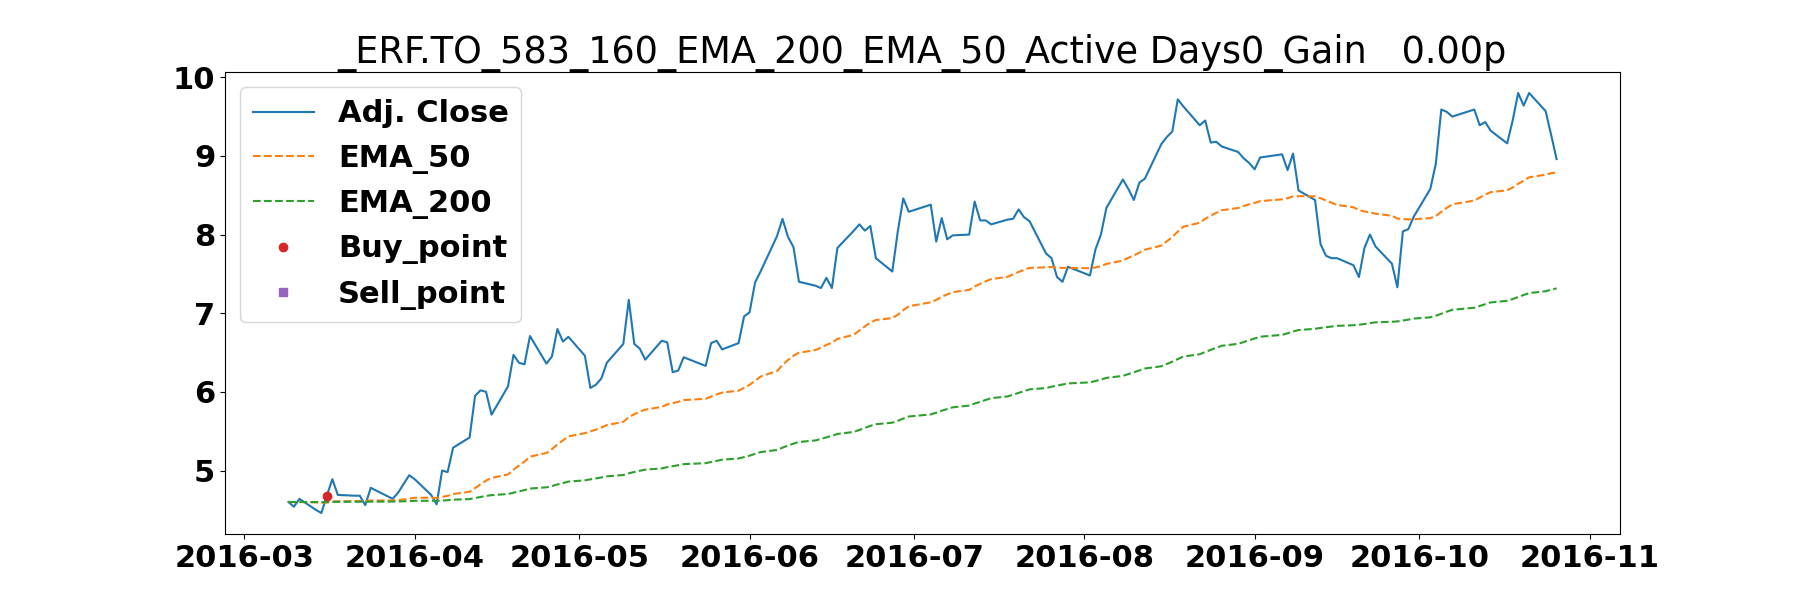 _ERF.TO_583_160_EMA_200_EMA_50_Active Days0_Gain   0.00p
10
9
8
7
6
5
Adj. Close
EMA_50
EMA_200
Buy_point
Sell_point
2016-03 2016-04 2016-05 2016-06 2016-07 2016-08 2016-09 2016-10 2016-11